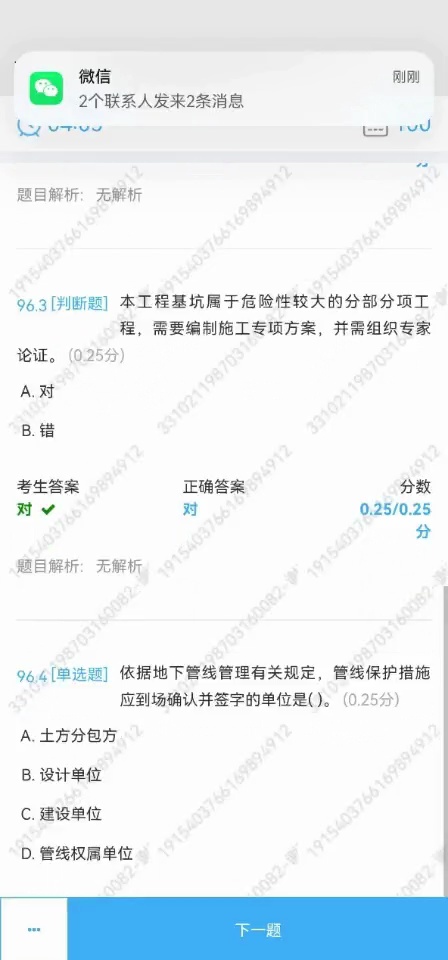 微信
刚刚
2个联系人发来2条消息
分
题目解析: 无解析
96.3 [判断题] 本工程基坑属于危险性较大的分部分项工
程，需要编制施工专项方案，并需组织专家
论证。(0.25分)
A. 对
B. 错
考生答案 正确答案 分数
对 对 0.25/0.25
分
题目解析: 无解析
96.4 [单选题] 依据地下管线管理有关规定，管线保护措施
应到场确认并签字的单位是( )。(0.25分)
A. 土方分包方
B. 设计单位
C. 建设单位
D. 管线权属单位
下一题